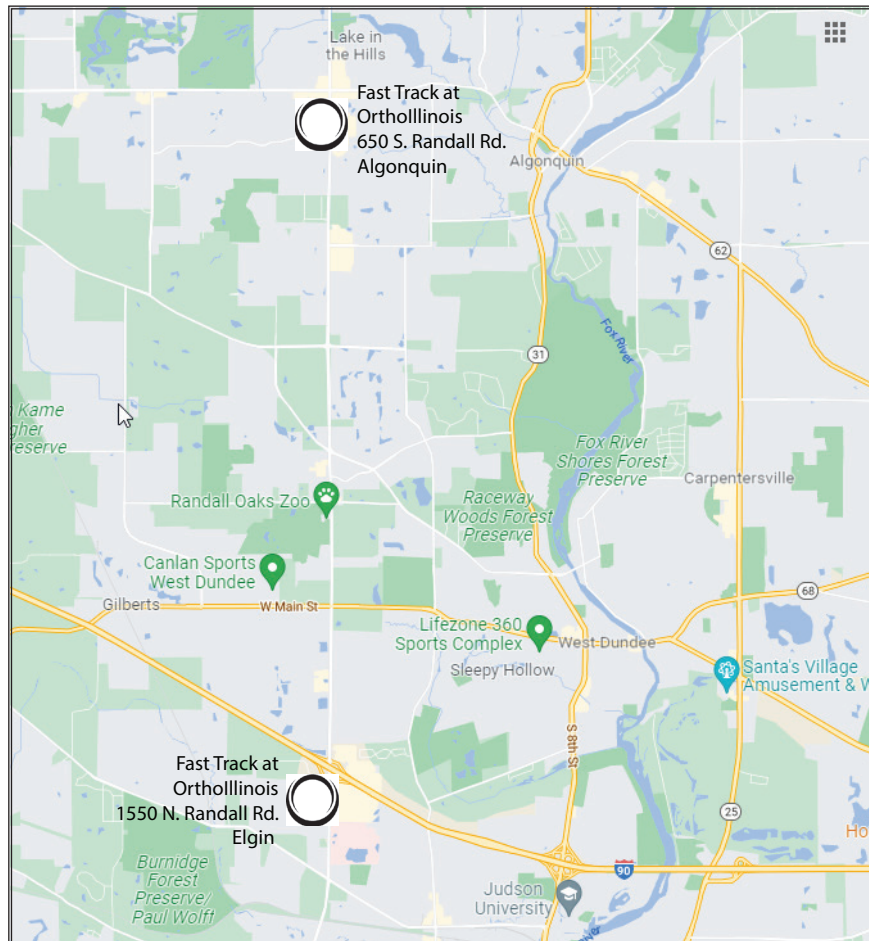 Lake in
the Hills
Fast Track at
OrthoIllinois
650 S. Randall Rd.
Algonquin
Algonquin
62
Fox River
31
Kame
gher
reserve
Fox River
Shores Forest
Preserve
Carpentersville
Randall Oaks Zoo
Raceway
Woods Forest
Preserve
Canlan Sports
West Dundee
Gilberts
W Main St
68
Lifezone 360
Sports Complex
West Dundee
Sleepy Hollow
Santa's Village
Amusement & W
S 8th St
Fast Track at
OrthoIllinois
1550 N. Randall Rd.
Elgin
25
Ho
Burnidge
Forest
Preserve/
Paul Wolff
90
Judson
University